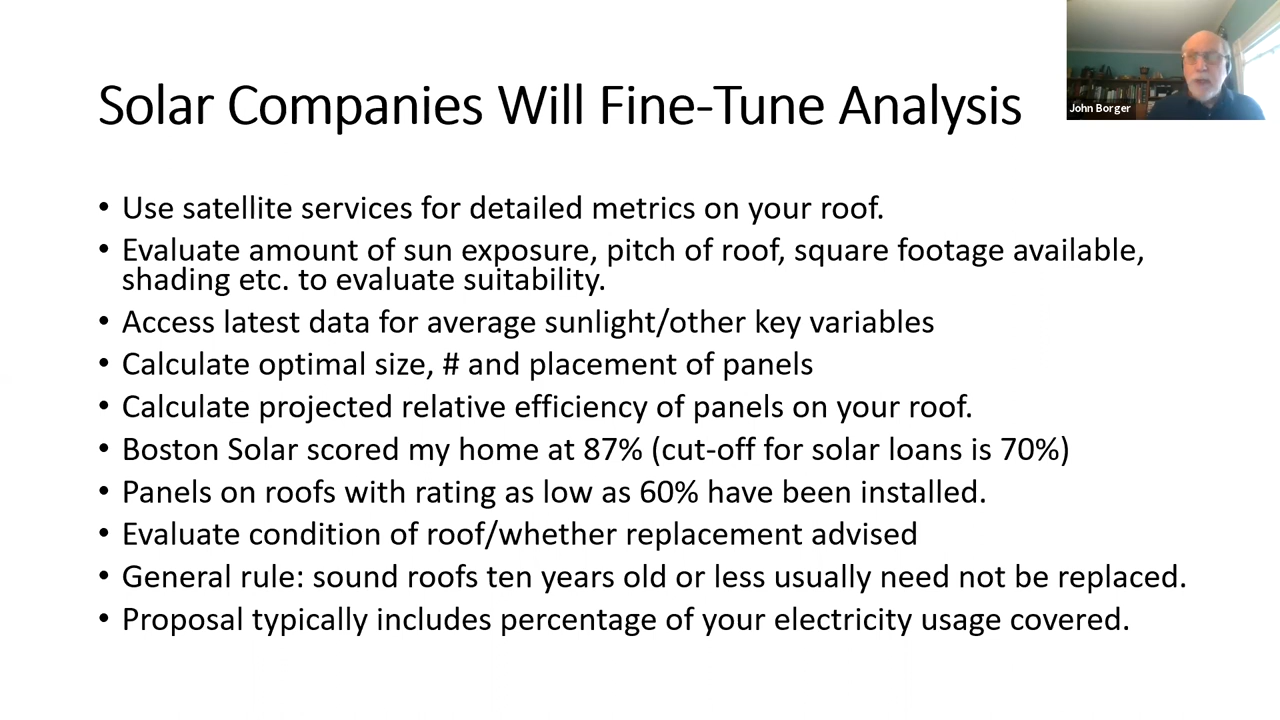 Solar Companies Will Fine-Tune Analysis
John Borger
• Use satellite services for detailed metrics on your roof.
• Evaluate amount of sun exposure, pitch of roof, square footage available,
shading etc. to evaluate suitability.
• Access latest data for average sunlight/other key variables
• Calculate optimal size, # and placement of panels
• Calculate projected relative efficiency of panels on your roof.
• Boston Solar scored my home at 87% (cut-off for solar loans is 70%)
• Panels on roofs with rating as low as 60% have been installed.
• Evaluate condition of roof/whether replacement advised
• General rule: sound roofs ten years old or less usually need not be replaced.
• Proposal typically includes percentage of your electricity usage covered.